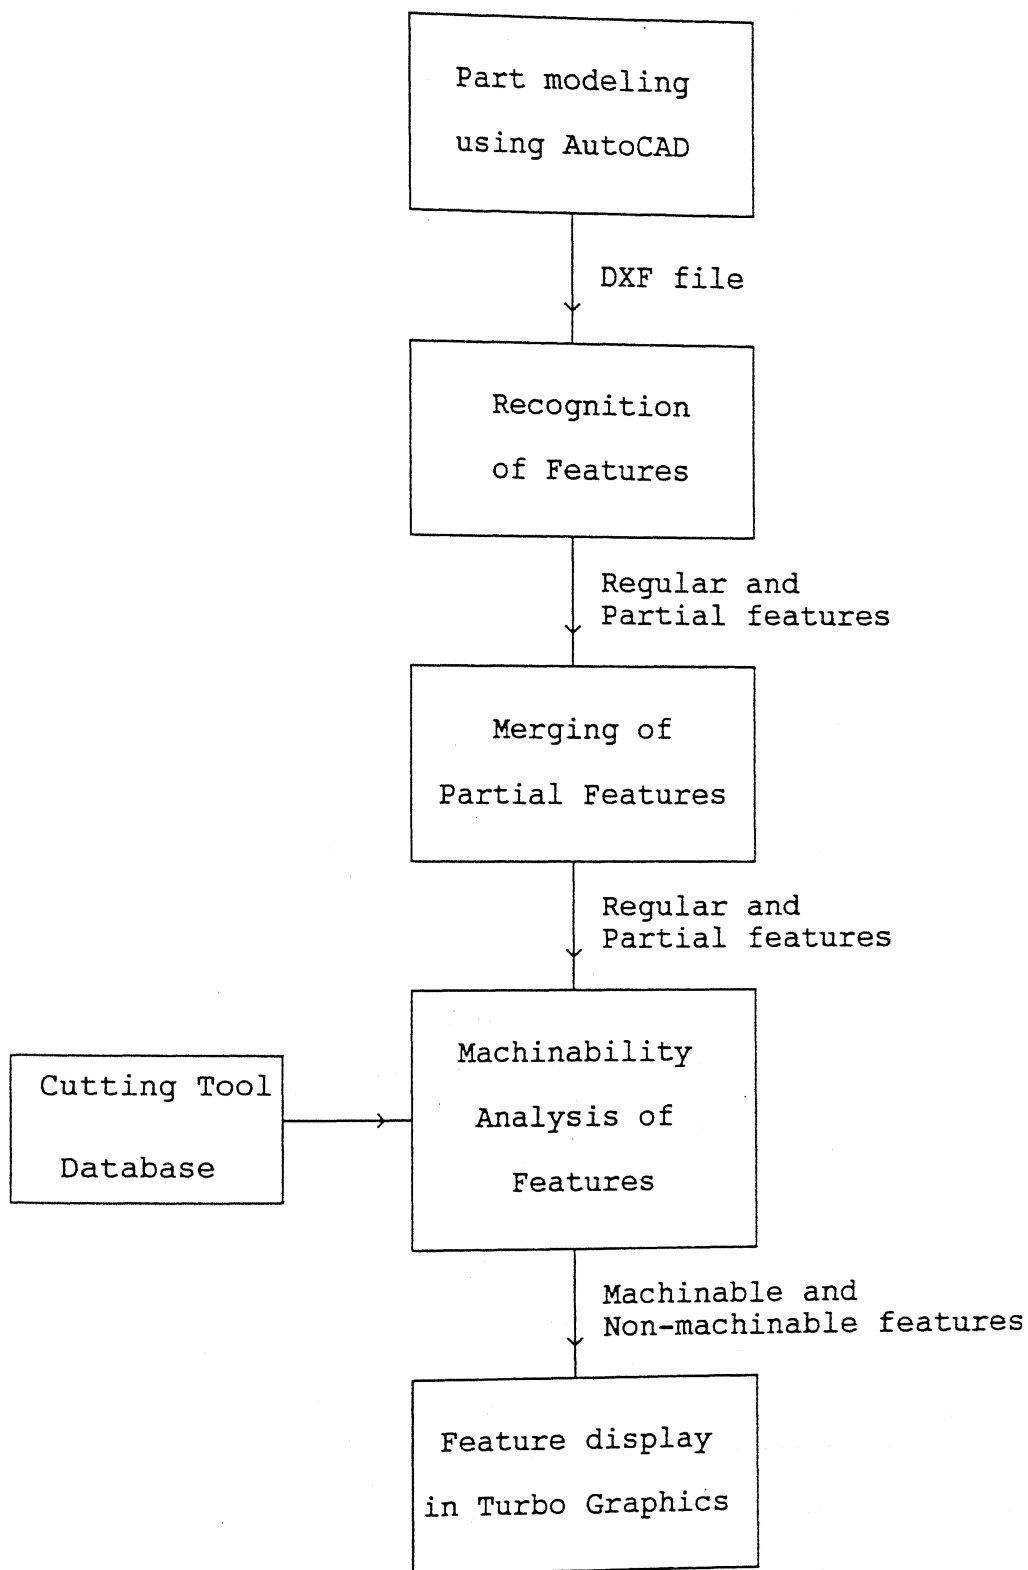 Part modeling
using AutoCAD
DXF file
Recognition
of Features
Regular and
Partial features
Merging of
Partial Features
Regular and
Partial features
Machinability
Analysis of
Features
Cutting Tool
Database
Machinable and
Non-machinable features
Feature display
in Turbo Graphics